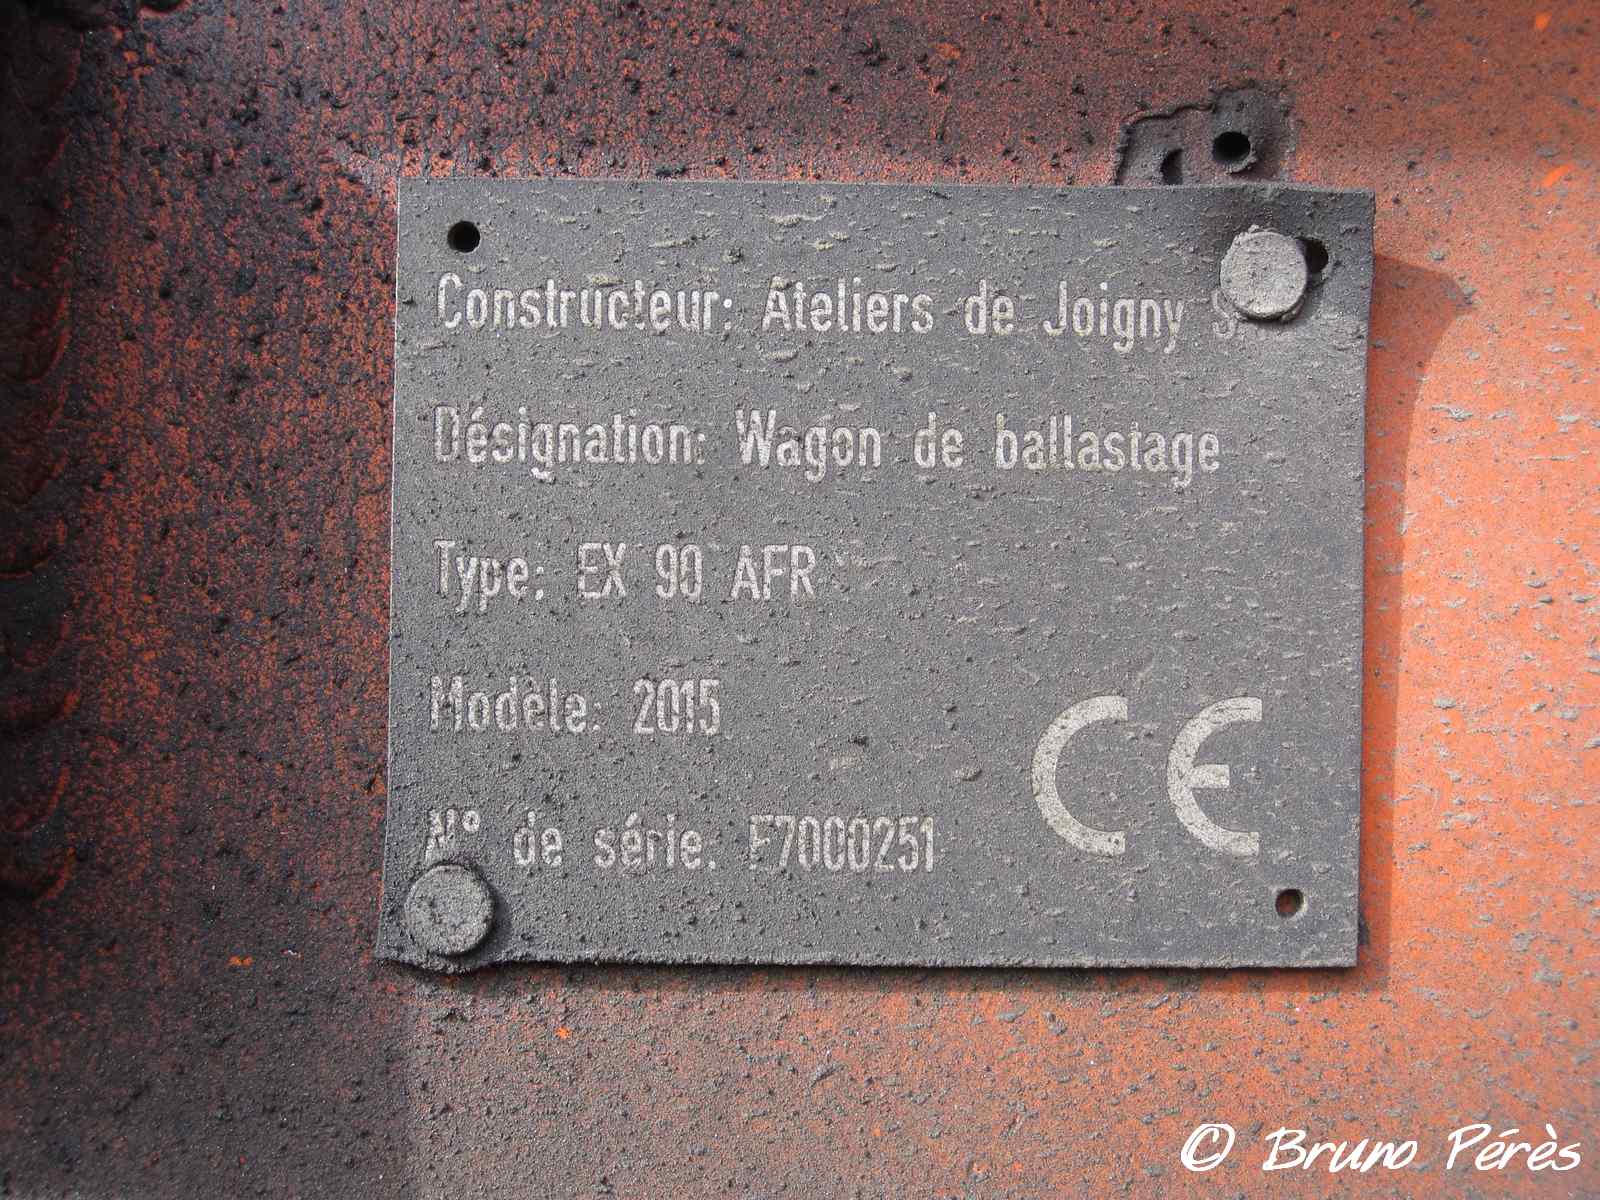 Constructeur: Ateliers de Joigny
Désignation: Wagon de ballastage
Type: EX 90 AFR
Modèle: 2015
N° de série: F7000251
CE
© Bruno Pérès